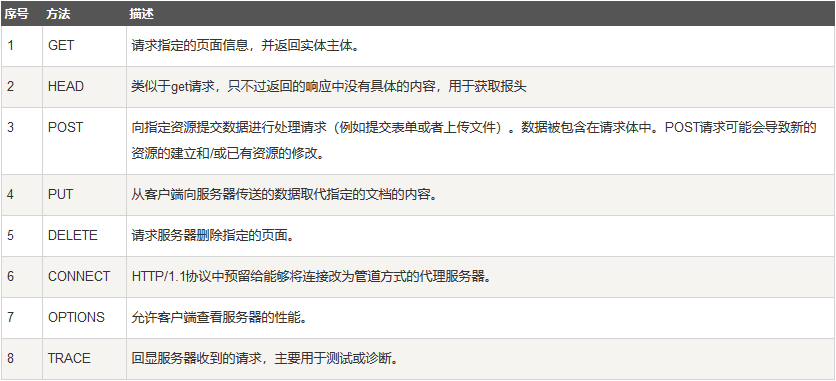 序号 方法 描述
1 GET 请求指定的页面信息，并返回实体主体。
2 HEAD 类似于get请求，只不过返回的响应中没有具体的内容，用于获取报头
3 POST 向指定资源提交数据进行处理请求（例如提交表单或者上传文件）。数据被包含在请求体中。POST请求可能会导致新的
资源的建立和/或已有资源的修改。
4 PUT 从客户端向服务器传送的数据取代指定的文档的内容。
5 DELETE 请求服务器删除指定的页面。
6 CONNECT HTTP/1.1协议中预留给能够将连接改为管道方式的代理服务器。
7 OPTIONS 允许客户端查看服务器的性能。
8 TRACE 回显服务器收到的请求，主要用于测试或诊断。